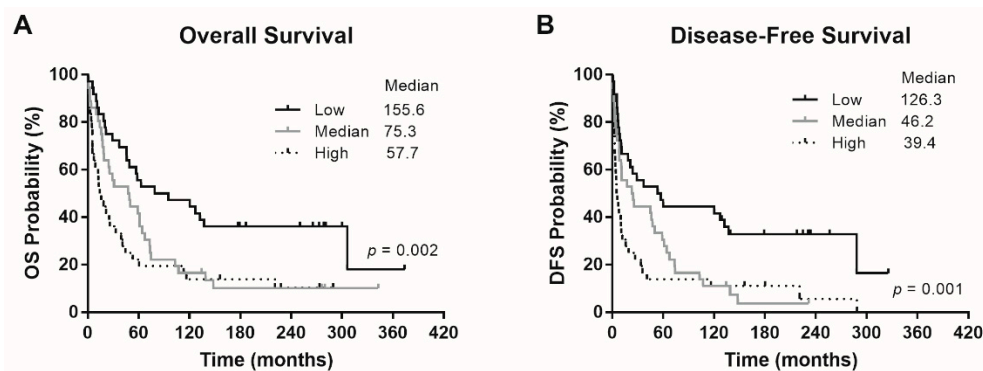 A
Overall Survival
OS Probability (%)
100
80
60
40
20
0
Median
Low 155.6
Median 75.3
High 57.7
p = 0.002
0 60 120 180 240 300 360 420
Time (months)
B
Disease-Free Survival
DFS Probability (%)
100
80
60
40
20
0
Median
Low 126.3
Median 46.2
High 39.4
p = 0.001
0 60 120 180 240 300 360 420
Time (months)